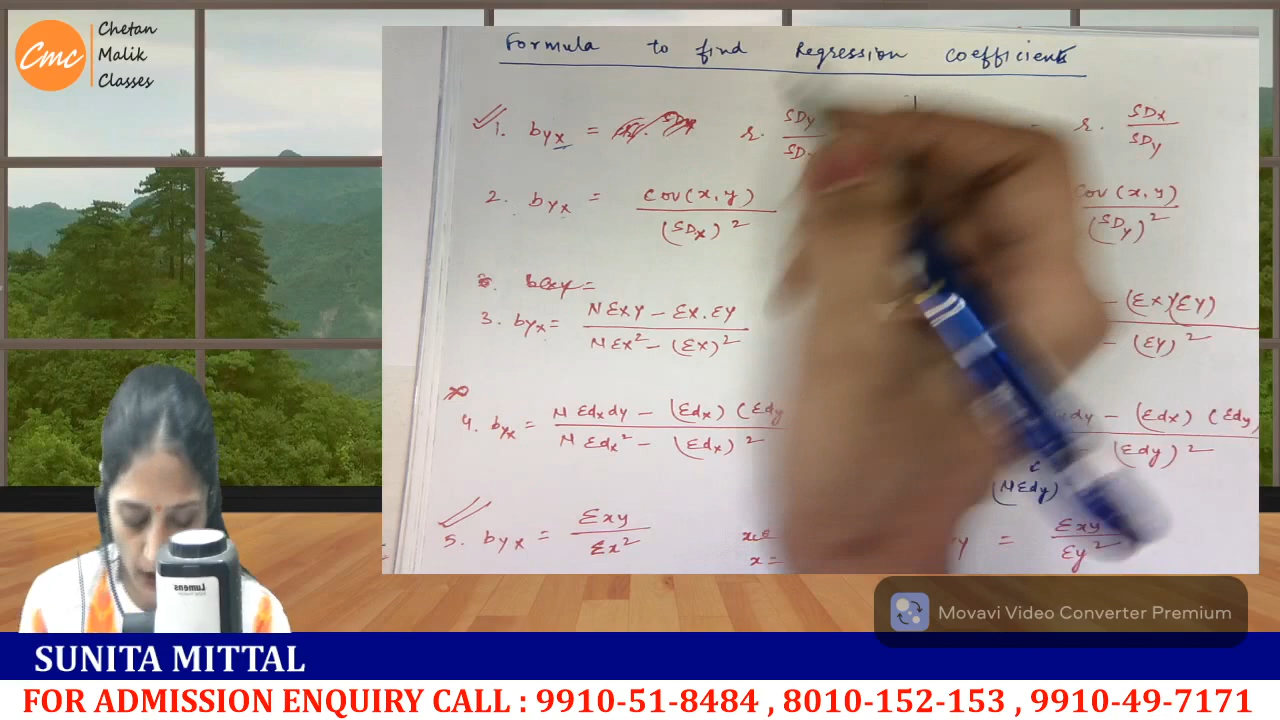 Chetan
Malik
Classes
CMC
Formula to find Regression Coefficients
1. byx = r. SDy r. SDx
SDy
2. byx = Cov(x,y) Cov(x,y)
(SDx)² (SDy)²
3. byx = NΣXY - ΣX.ΣY - (ΣX)(ΣY)
NΣX² - (ΣX)² - (ΣY)²
4. byx = NΣdxdy - (Σdx) (Σdy - (Σdx) (Σdy)
NΣdx² - (Σdx)² (Σdy)²
(NΣdy)
5. byx = Σxy = Σxy
Σx² x= Σy²
Lumens
Movavi Video Converter Premium
SUNITA MITTAL
FOR ADMISSION ENQUIRY CALL : 9910-51-8484 , 8010-152-153 , 9910-49-7171